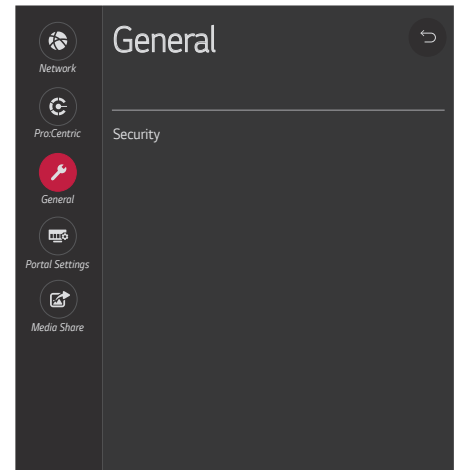 General
Network
Pro:Centric
Security
General
Portal Settings
Media Share